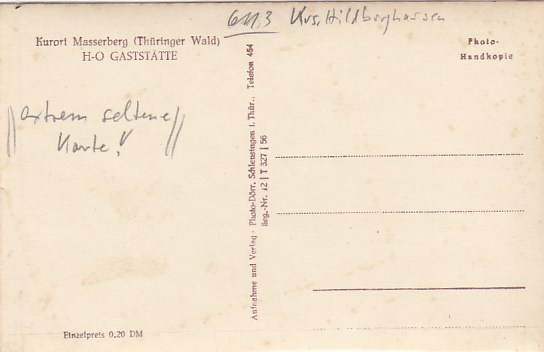 6113 Krs. Hildburghausen
Kurort Masserberg (Thüringer Wald)
H-O GASTSTÄTTE
Photo-
Handkopie
extrem seltene
Karte!
Aufnahme und Verlag - Photo-Dörr, Schleusingen i. Thür., Telefon 454
Reg.-Nr. 12 | T 327 | 56
Einzelpreis 0,20 DM